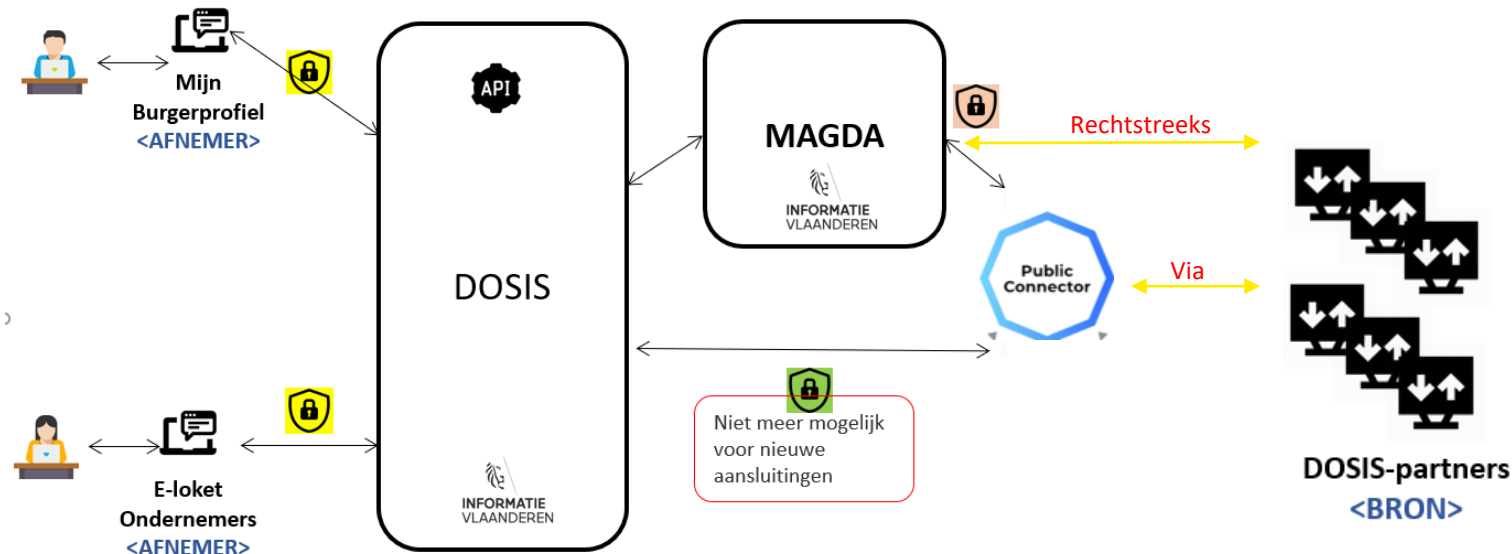 Mijn
Burgerprofiel
<AFNEMER>
API
DOSIS
INFORMATIE
VLAANDEREN
MAGDA
INFORMATIE
VLAANDEREN
Rechtstreeks
Public
Connector
Via
Niet meer mogelijk
voor nieuwe
aansluitingen
E-loket
Ondernemers
<AFNEMER>
DOSIS-partners
<BRON>